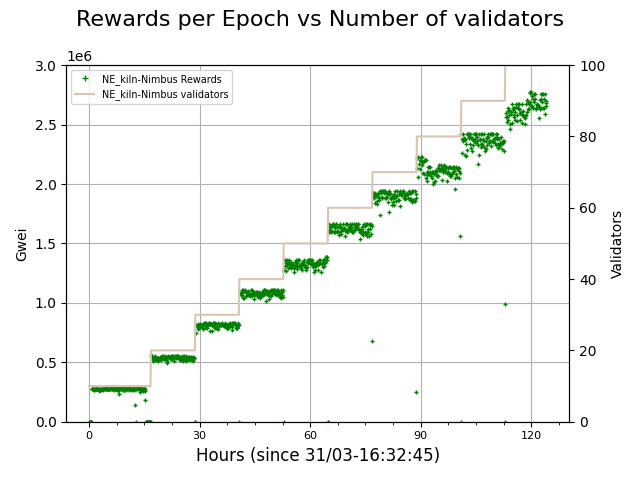 Rewards per Epoch vs Number of validators
1e6
NE_kiln-Nimbus Rewards
NE_kiln-Nimbus validators
3.0
2.5
2.0
1.5
1.0
0.5
0.0
Gwei
100
80
60
40
20
0
Validators
0 30 60 90 120
Hours (since 31/03-16:32:45)